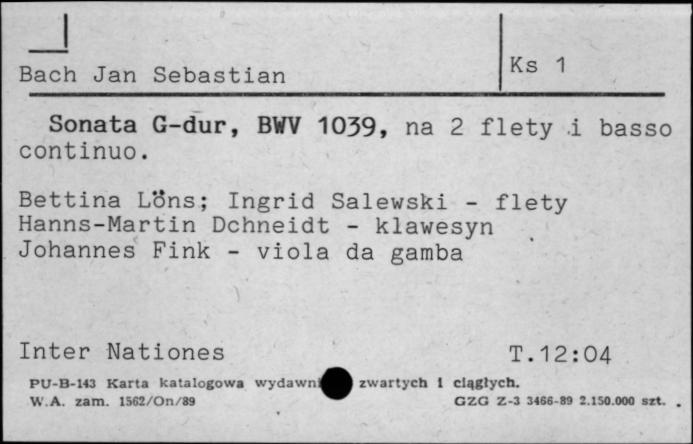 Bach Jan Sebastian
Ks 1
Sonata G-dur, BWV 1039, na 2 flety i basso
continuo.
Bettina Löns; Ingrid Salewski - flety
Hanns-Martin Dchneidt - klawesyn
Johannes Fink - viola da gamba
Inter Nationes T.12:04
PU-B-143 Karta katalogowa zwartych i ciągłych.
W.A. zam. 1562/On/89 GZG Z-3 3466-89 2.150.000 szt.